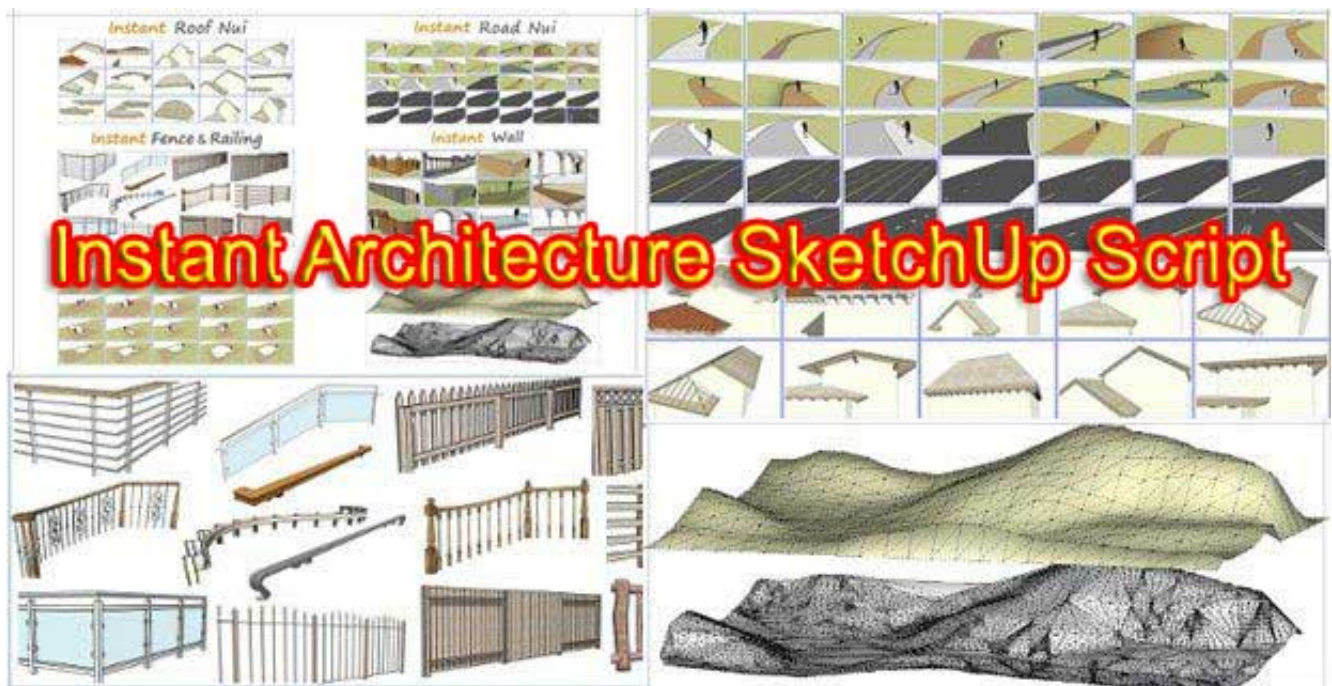 Instant Roof Nui
Instant Road Nui
Instant Fence & Railing
Instant Wall
Instant Architecture SketchUp Script